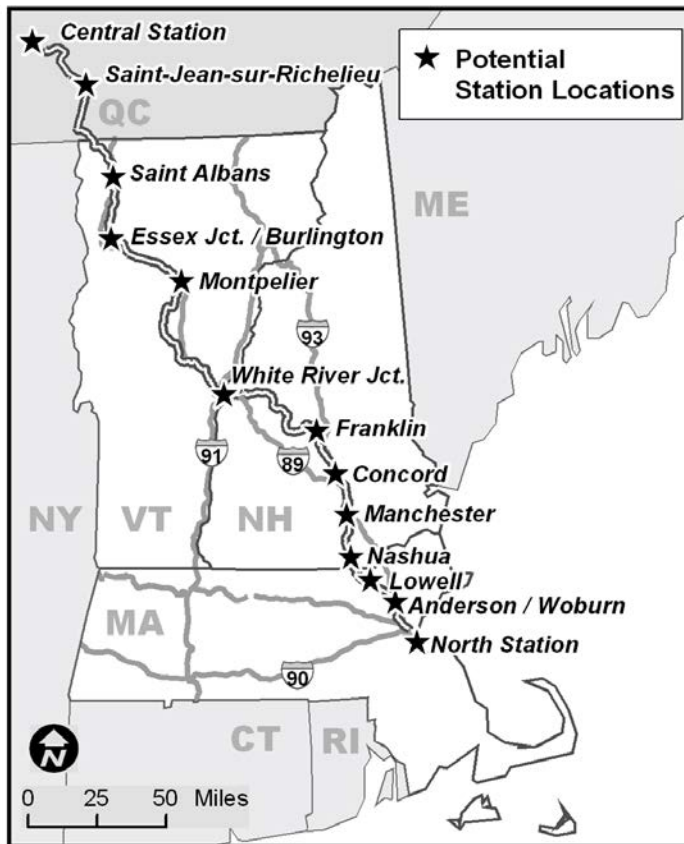 Central Station
★ Potential
Station Locations
Saint-Jean-sur-Richelieu
QC
Saint Albans
ME
Essex Jct. / Burlington
Montpelier
93
White River Jct.
Franklin
91
89
Concord
NY
VT
NH
Manchester
Nashua
Lowell
Anderson / Woburn
MA
North Station
90
CT
RI
N
0 25 50 Miles